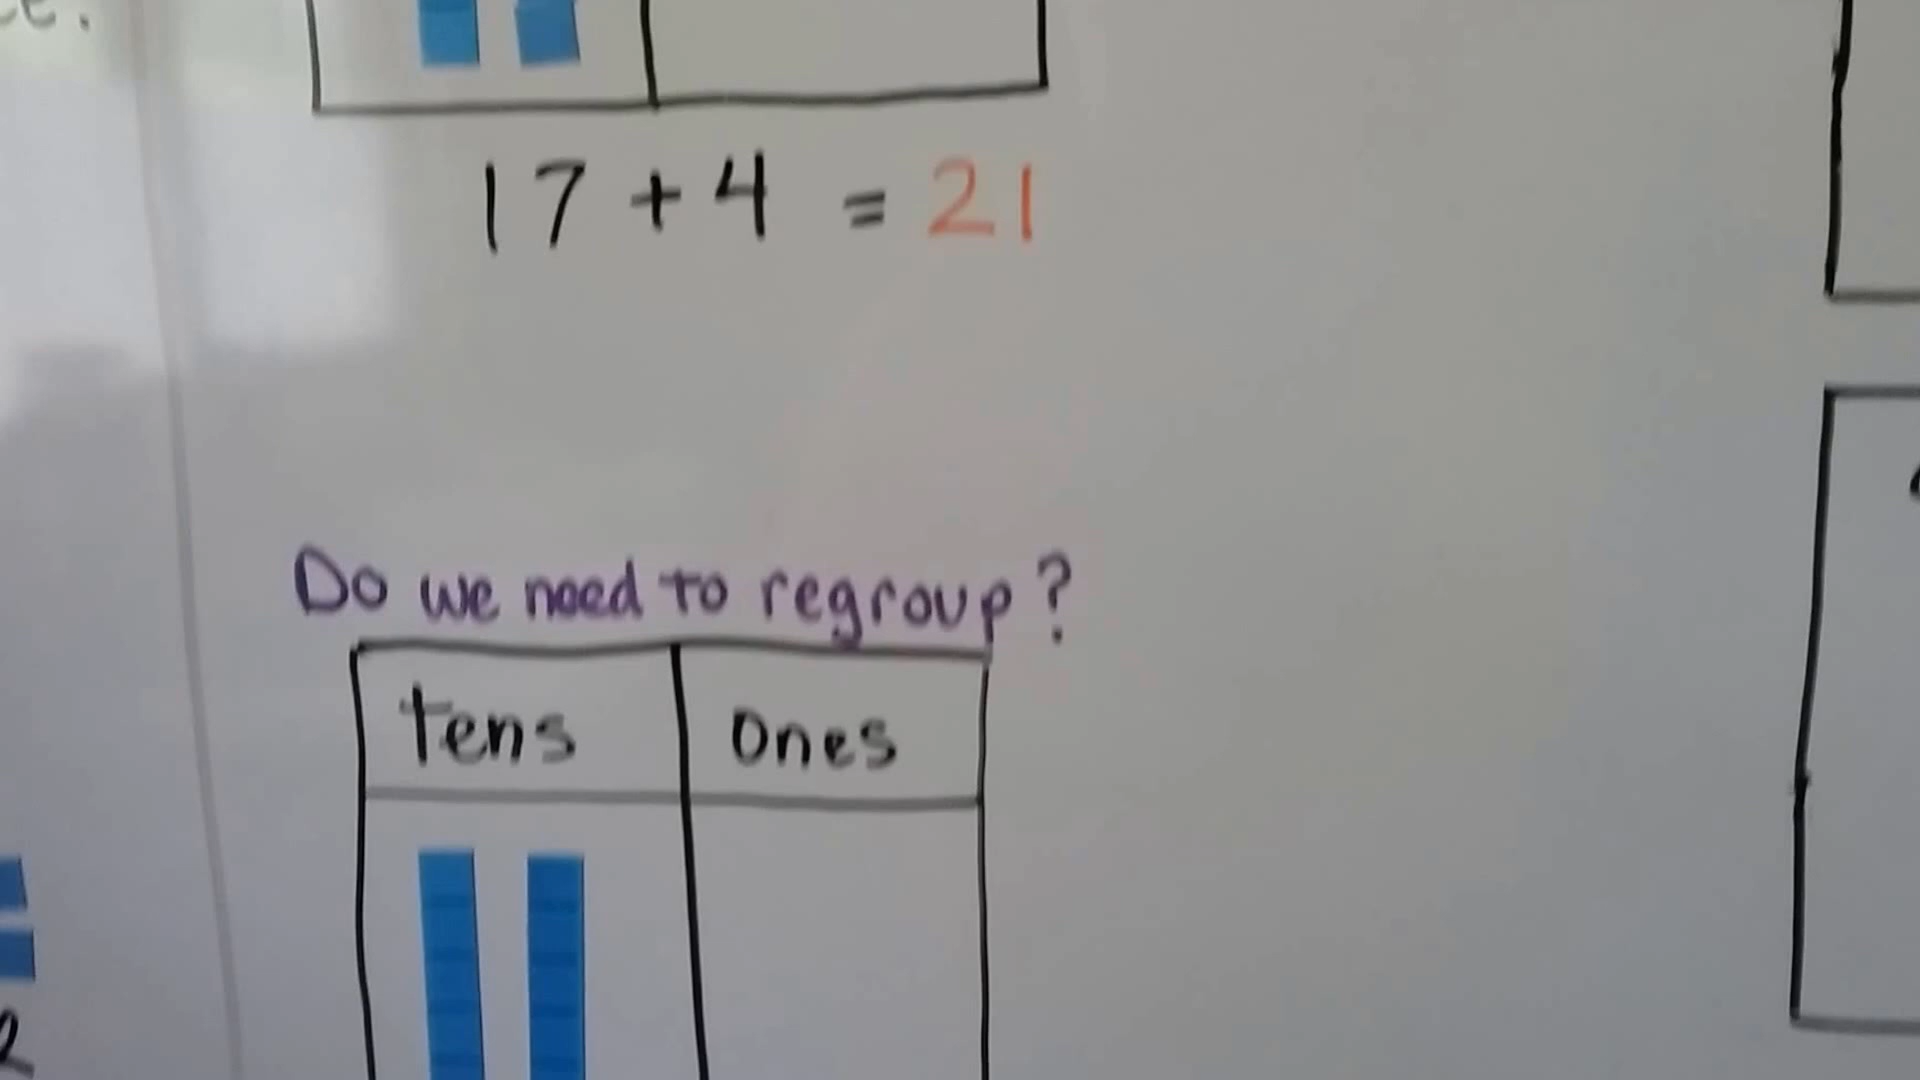 17 + 4 = 21
Do we need to regroup?
tens ones